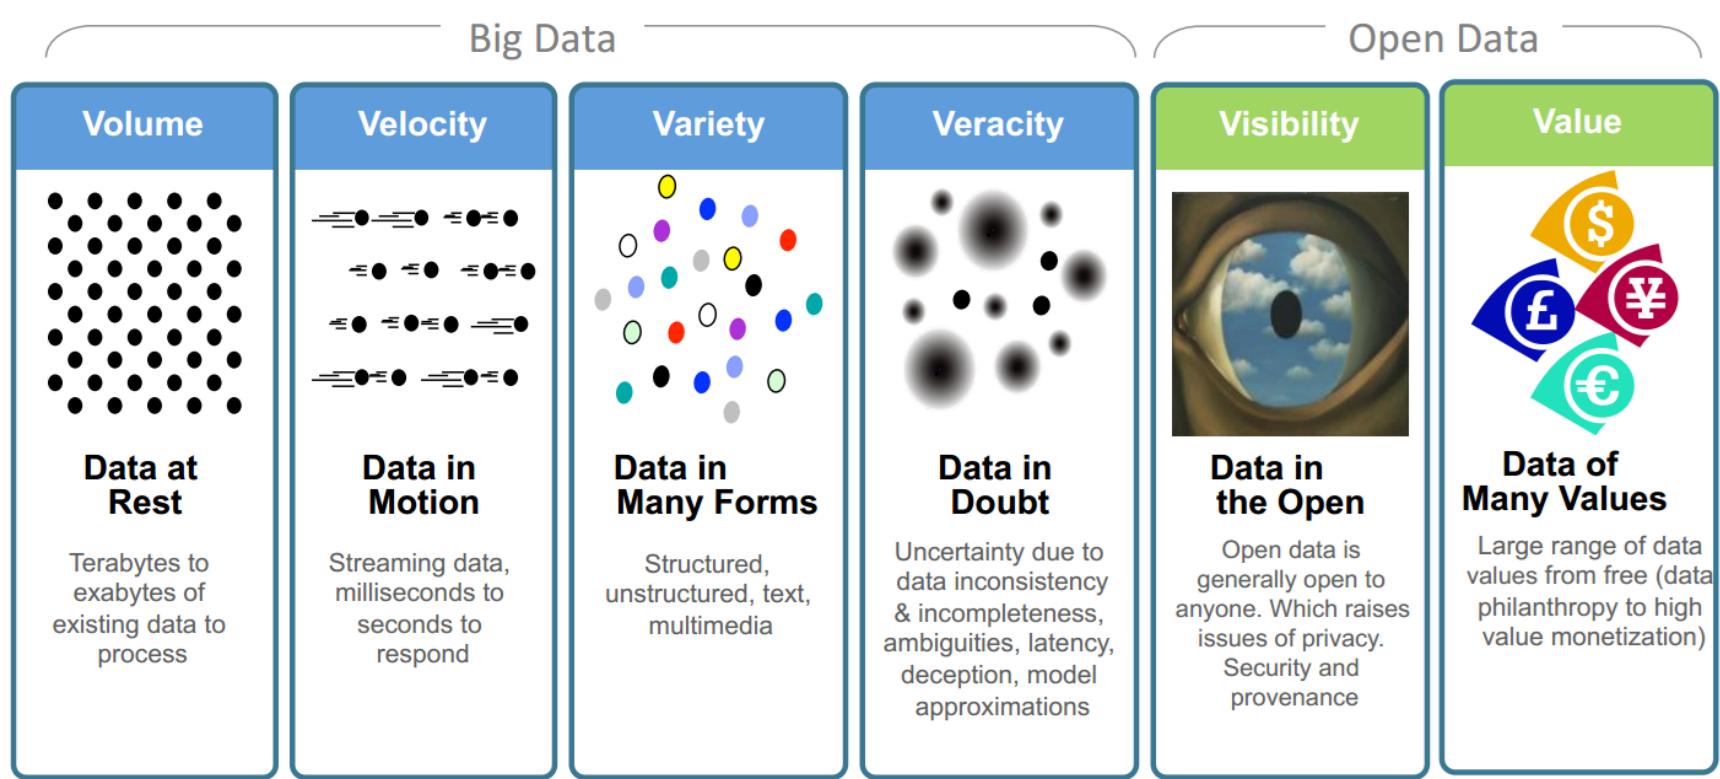 Big Data
Open Data
Volume
Data at
Rest
Terabytes to
exabytes of
existing data to
process
Velocity
Data in
Motion
Streaming data,
milliseconds to
seconds to
respond
Variety
Data in
Many Forms
Structured,
unstructured, text,
multimedia
Veracity
Data in
Doubt
Uncertainty due to
data inconsistency
& incompleteness,
ambiguities, latency,
deception, model
approximations
Visibility
Data in
the Open
Open data is
generally open to
anyone. Which raises
issues of privacy.
Security and
provenance
Value
$
£
¥
€
Data of
Many Values
Large range of data
values from free (data
philanthropy to high
value monetization)